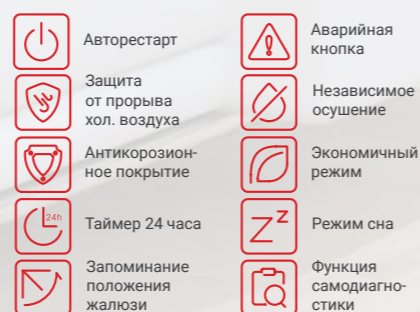 Авторестарт
Защита
от прорыва
хол. воздуха
Антикорозион-
ное покрытие
24h
Таймер 24 часа
Запоминание
положения
жалюзи
Аварийная
кнопка
Независимое
осушение
Экономичный
режим
Z Z
Режим сна
Функция
самодиагно-
стики